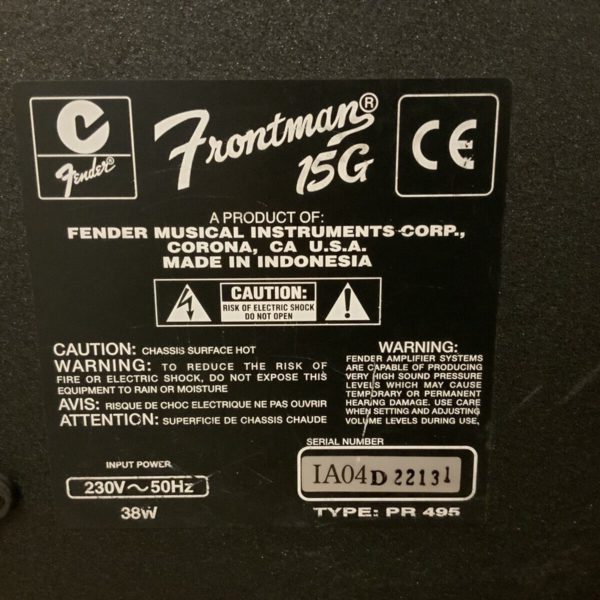 Fender®
Frontman®
15G
CE
A PRODUCT OF:
FENDER MUSICAL INSTRUMENTS CORP.,
CORONA, CA U.S.A.
MADE IN INDONESIA
CAUTION:
RISK OF ELECTRIC SHOCK
DO NOT OPEN
CAUTION: CHASSIS SURFACE HOT
WARNING: TO REDUCE THE RISK OF
FIRE OR ELECTRIC SHOCK, DO NOT EXPOSE THIS
EQUIPMENT TO RAIN OR MOISTURE
AVIS: RISQUE DE CHOC ELECTRIQUE NE PAS OUVRIR
ATTENTION: SUPERFICIE DE CHASSIS CHAUDE
WARNING:
FENDER AMPLIFIER SYSTEMS
ARE CAPABLE OF PRODUCING
VERY HIGH SOUND PRESSURE
LEVELS WHICH MAY CAUSE
TEMPORARY OR PERMANENT
HEARING DAMAGE. USE CARE
WHEN SETTING AND ADJUSTING
VOLUME LEVELS DURING USE.
INPUT POWER
230V~50Hz
38W
SERIAL NUMBER
IA04D 22131
TYPE: PR 495